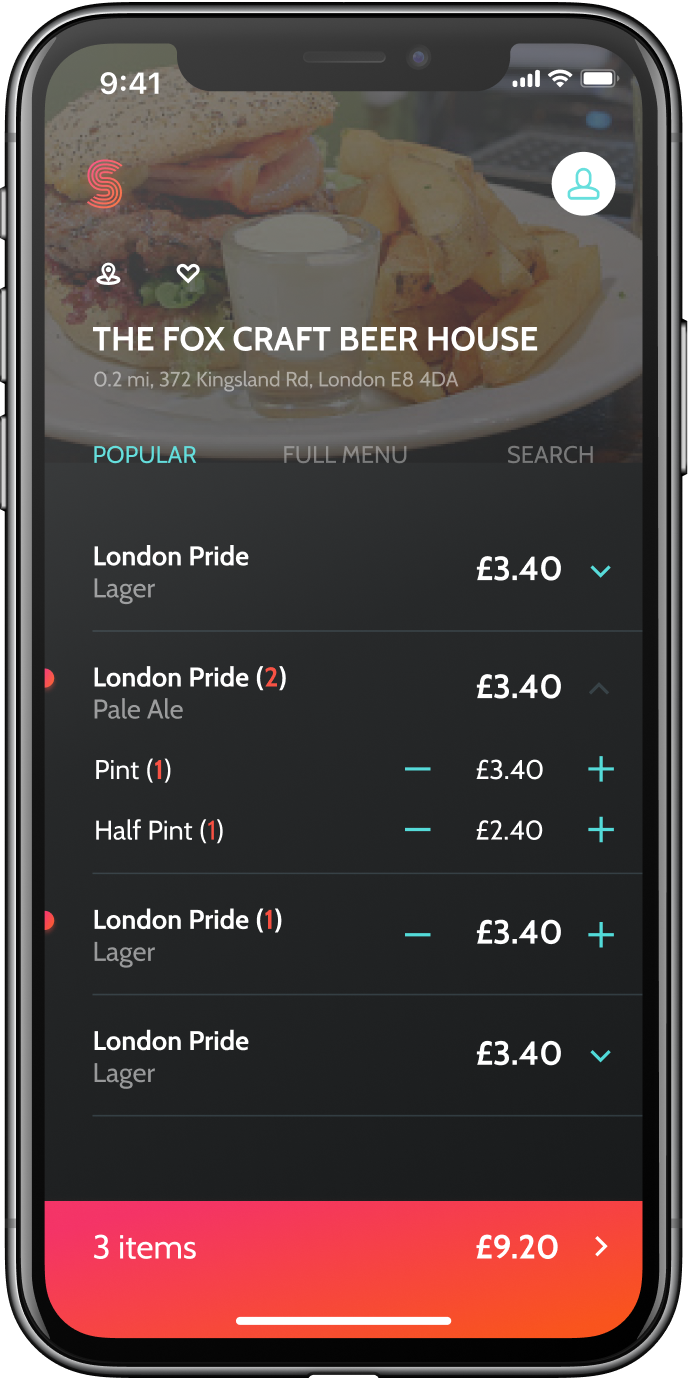 9:41
THE FOX CRAFT BEER HOUSE
0.2 mi, 372 Kingsland Rd, London E8 4DA
POPULAR FULL MENU SEARCH
London Pride £3.40
Lager
London Pride (2) £3.40
Pale Ale
Pint (1) £3.40
Half Pint (1) £2.40
London Pride (1) £3.40
Lager
London Pride £3.40
Lager
3 items £9.20